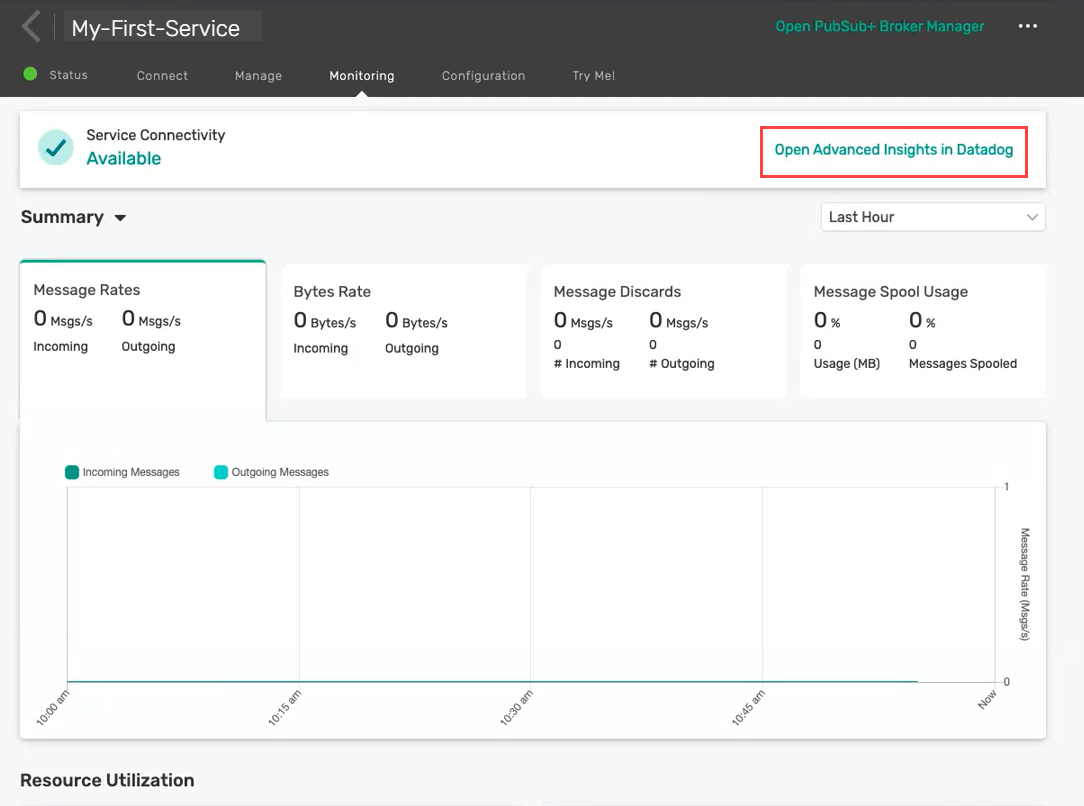 My-First-Service
Open PubSub+ Broker Manager
Status Connect Manage Monitoring Configuration Try Me!
Service Connectivity
Available
Open Advanced Insights in Datadog
Summary
Last Hour
Message Rates
0 Msgs/s 0 Msgs/s
Incoming Outgoing
Bytes Rate
0 Bytes/s 0 Bytes/s
Incoming Outgoing
Message Discards
0 Msgs/s 0 Msgs/s
0 0
# Incoming # Outgoing
Message Spool Usage
0 % 0 %
0 0
Usage (MB) Messages Spooled
Incoming Messages Outgoing Messages
1
Message Rate (Msgs/s)
0
10:00 am 10:15 am 10:30 am 10:45 am Now
Resource Utilization